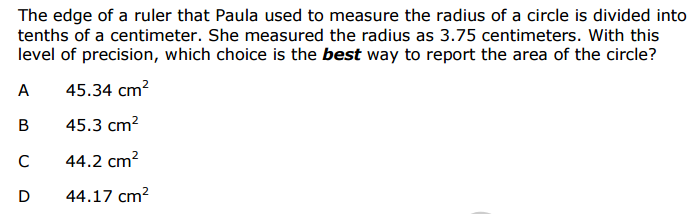 The edge of a ruler that Paula used to measure the radius of a circle is divided into
tenths of a centimeter. She measured the radius as 3.75 centimeters. With this
level of precision, which choice is the best way to report the area of the circle?
A 45.34 cm²
B 45.3 cm²
C 44.2 cm²
D 44.17 cm²